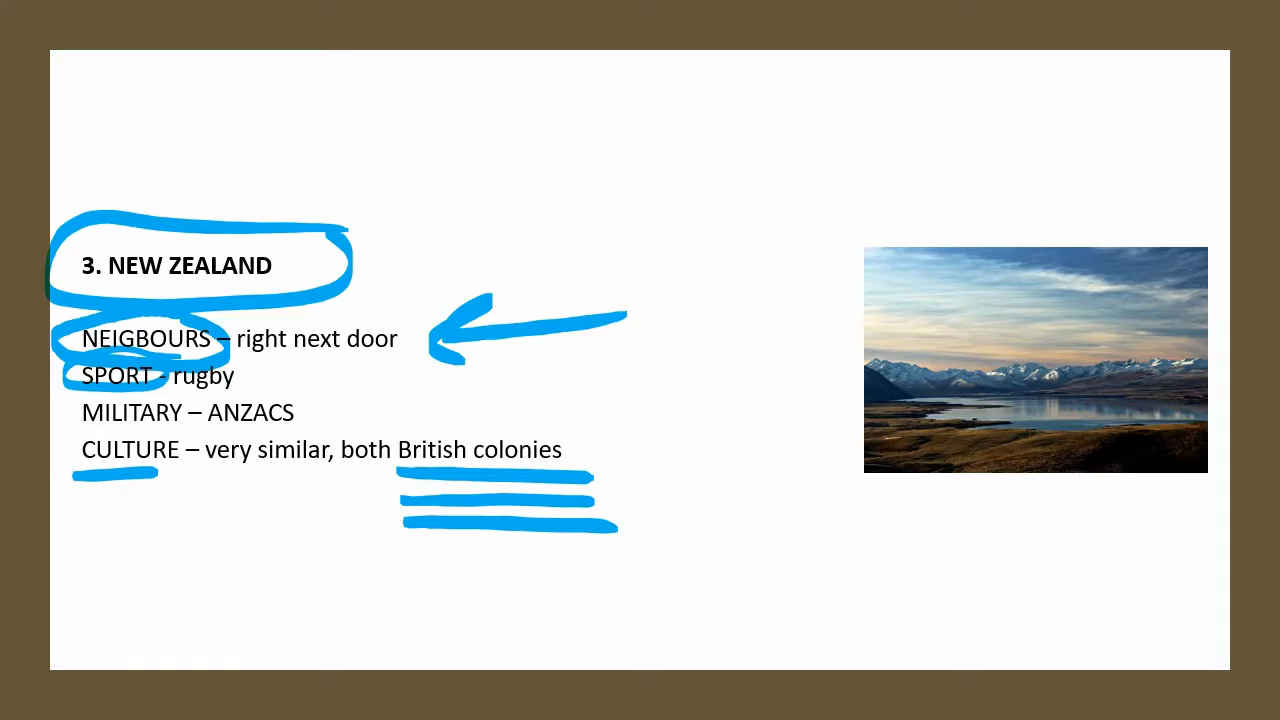 3. NEW ZEALAND
NEIGBOURS – right next door
SPORT - rugby
MILITARY – ANZACS
CULTURE – very similar, both British colonies